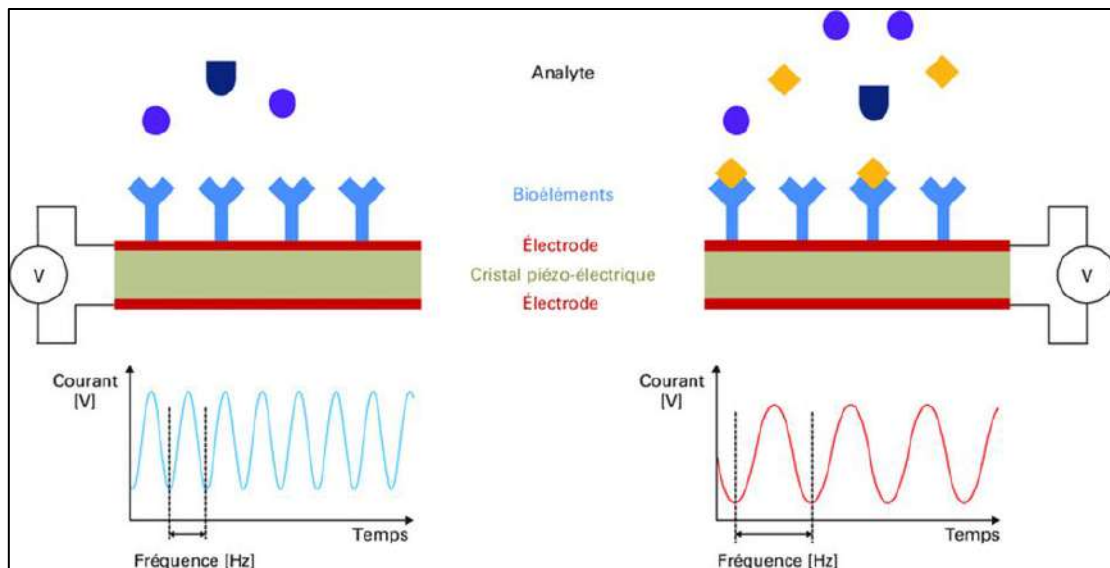 Analyte
Bioéléments
Électrode
Cristal piézo-électrique
Électrode
V
V
Courant
[V]
Temps
Fréquence [Hz]
Courant
[V]
Temps
Fréquence [Hz]